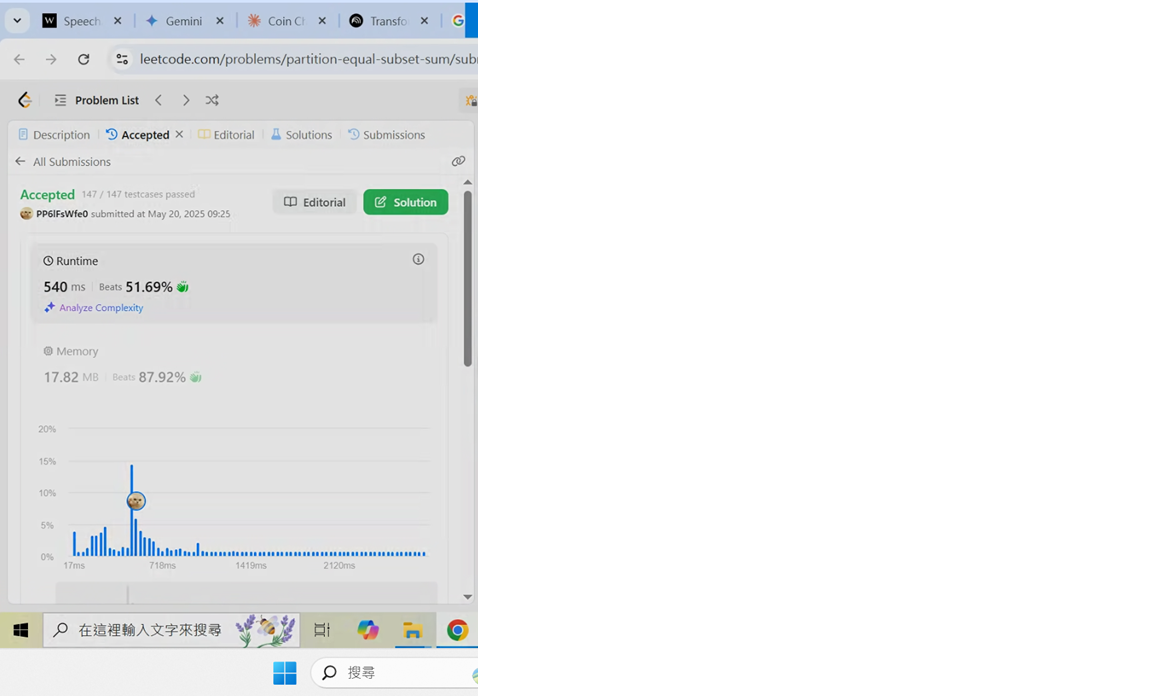 Speech
Gemini
Coin Ch
Transfo
leetcode.com/problems/partition-equal-subset-sum/sub
Problem List
Description
Accepted
Editorial
Solutions
Submissions
All Submissions
Accepted 147 / 147 testcases passed
PP6lFsWfe0 submitted at May 20, 2025 09:25
Editorial
Solution
Runtime
540 ms Beats 51.69%
Analyze Complexity
Memory
17.82 MB Beats 87.92%
20%
15%
10%
5%
0%
17ms 718ms 1419ms 2120ms
在這裡輸入文字來搜尋
搜尋